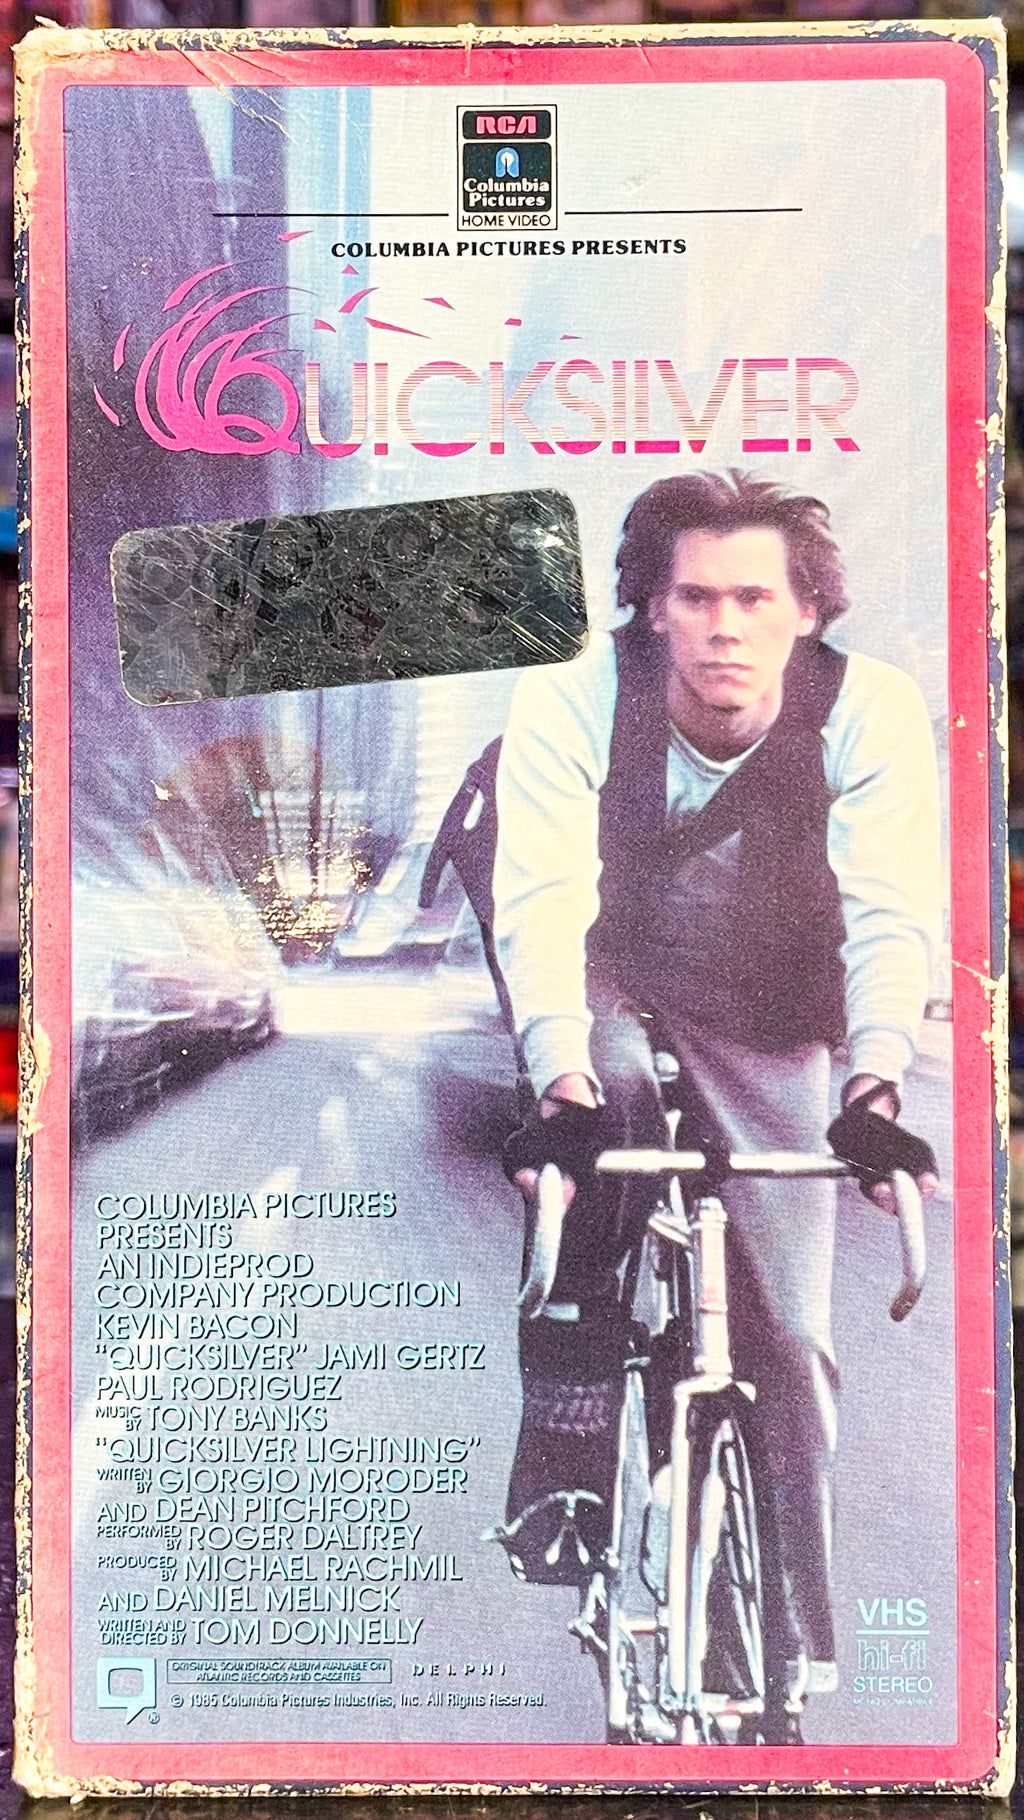 RCA
Columbia
Pictures
HOME VIDEO
COLUMBIA PICTURES PRESENTS
QUICKSILVER
COLUMBIA PICTURES
PRESENTS
AN INDIEPROD
COMPANY PRODUCTION
KEVIN BACON
"QUICKSILVER" JAMI GERTZ
PAUL RODRIGUEZ
MUSIC BY TONY BANKS
"QUICKSILVER LIGHTNING"
WRITTEN BY GIORGIO MORODER
AND DEAN PITCHFORD
PERFORMED BY ROGER DALTREY
PRODUCED BY MICHAEL RACHMIL
AND DANIEL MELNICK
WRITTEN AND DIRECTED BY TOM DONNELLY
ORIGINAL SOUNDTRACK ALBUM AVAILABLE ON
ATLANTIC RECORDS AND CASSETTES
DELPHI
® © 1985 Columbia Pictures Industries, Inc. All Rights Reserved.
VHS
hi-fi
STEREO